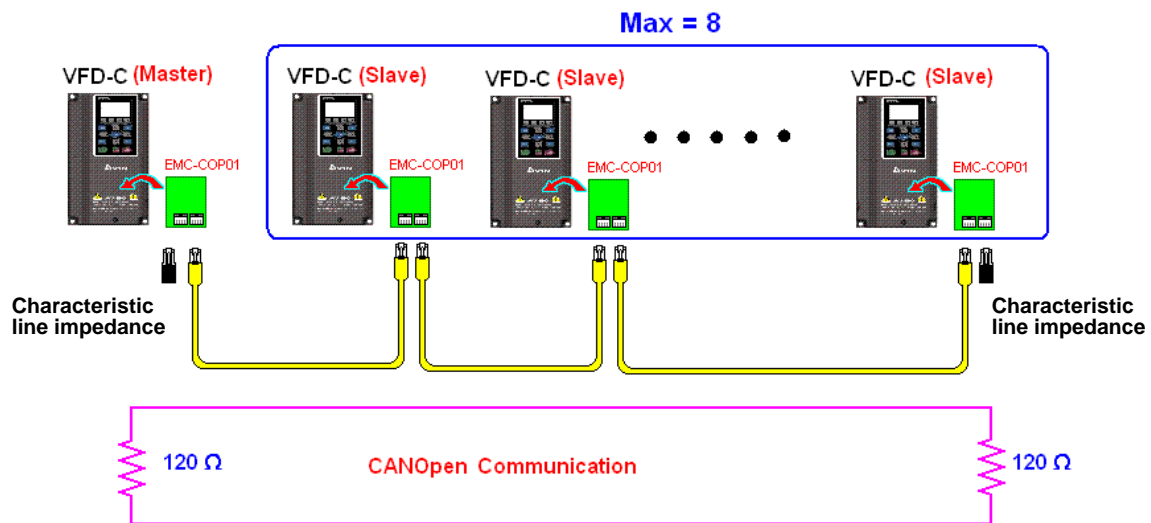 Max = 8
VFD-C (Master)
VFD-C (Slave)
VFD-C (Slave)
VFD-C (Slave)
EMC-COP01
EMC-COP01
EMC-COP01
EMC-COP01
Characteristic
line impedance
Characteristic
line impedance
120 Ω
CANOpen Communication
120 Ω